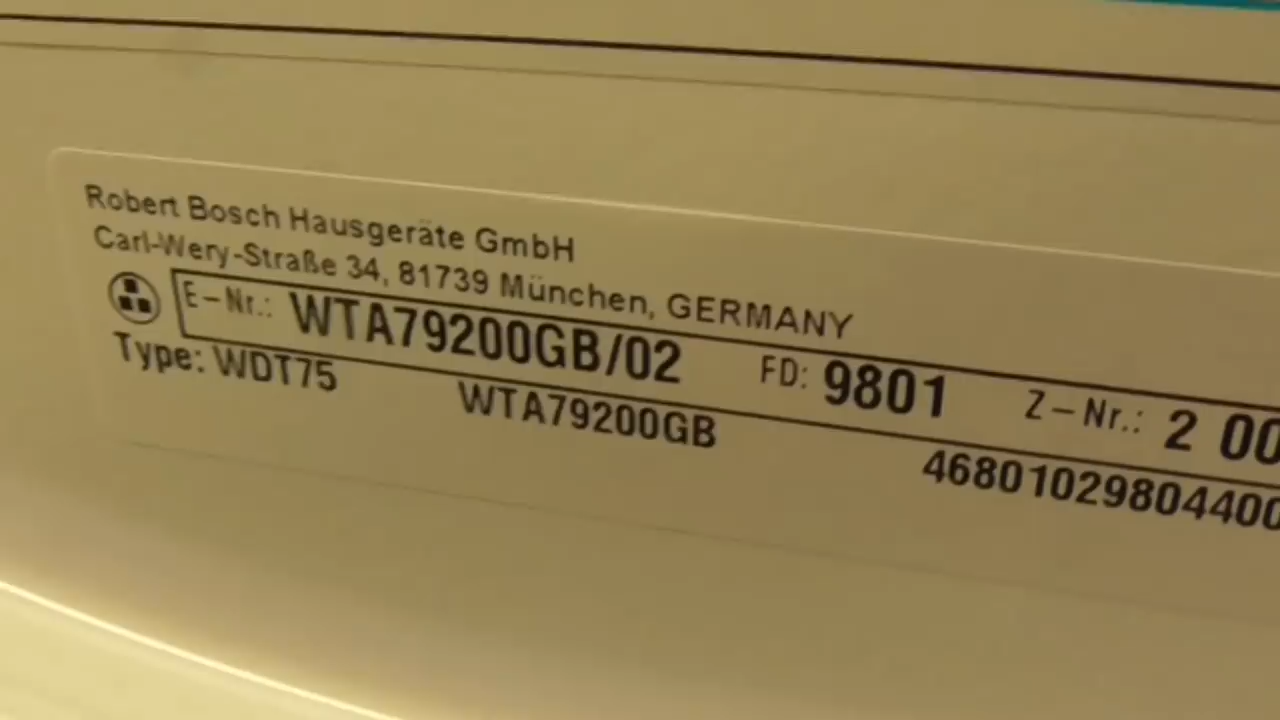 Robert Bosch Hausgeräte GmbH
Carl-Wery-Straße 34, 81739 München, GERMANY
E-Nr.: WTA79200GB/02 FD: 9801 Z-Nr.: 2 00
Type: WDT75 WTA79200GB 46801029804400